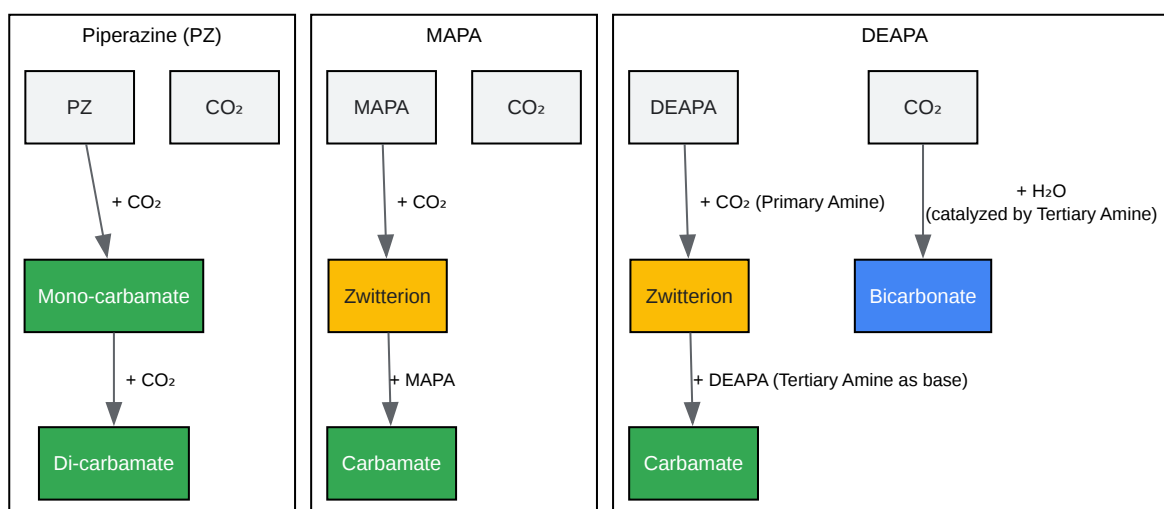 Piperazine (PZ)
PZ
CO₂
+ CO₂
Mono-carbamate
+ CO₂
Di-carbamate
MAPA
MAPA
CO₂
+ CO₂
Zwitterion
+ MAPA
Carbamate
DEAPA
DEAPA
CO₂
+ CO₂ (Primary Amine)
+ H₂O
(catalyzed by Tertiary Amine)
Zwitterion
Bicarbonate
+ DEAPA (Tertiary Amine as base)
Carbamate